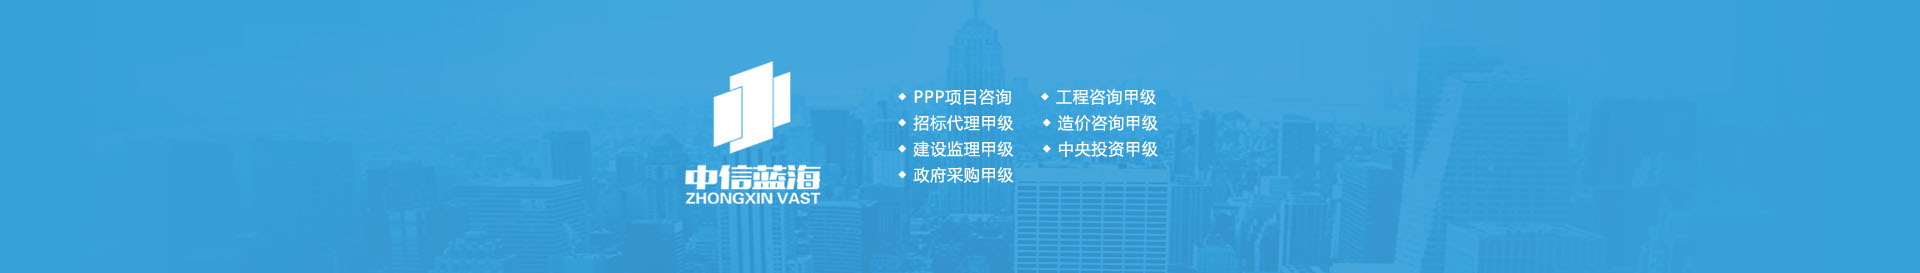 中信蓝海
ZHONGXIN VAST
PPP项目咨询
工程咨询甲级
招标代理甲级
造价咨询甲级
建设监理甲级
中央投资甲级
政府采购甲级